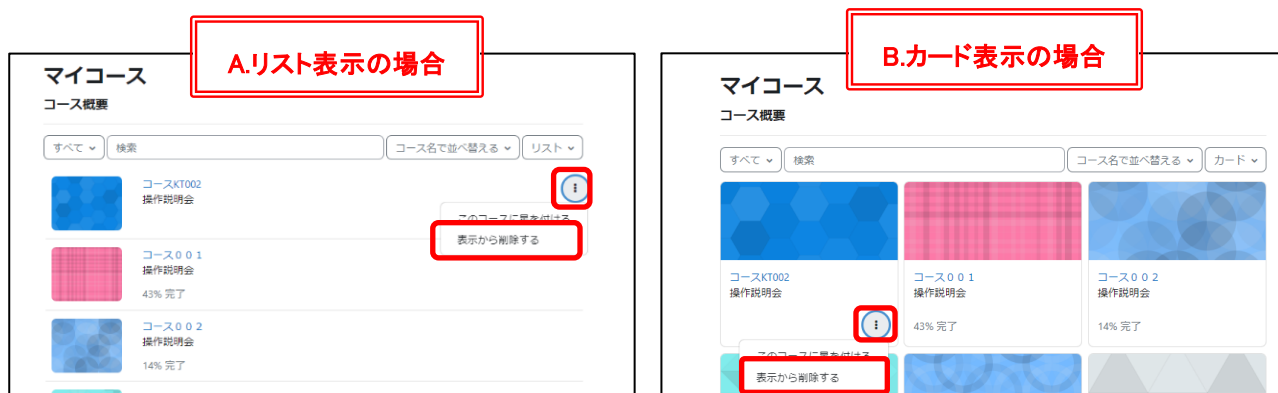 A.リスト表示の場合
マイコース
コース概要
すべて 検索 コース名で並べ替える リスト
コースKT002
操作説明会
このコースに星を付ける
表示から削除する
コース００１
操作説明会
43% 完了
コース００２
操作説明会
14% 完了
B.カード表示の場合
マイコース
コース概要
すべて 検索 コース名で並べ替える カード
コースKT002
操作説明会
コース００１
操作説明会
43% 完了
コース００２
操作説明会
14% 完了
このコースに星を付ける
表示から削除する